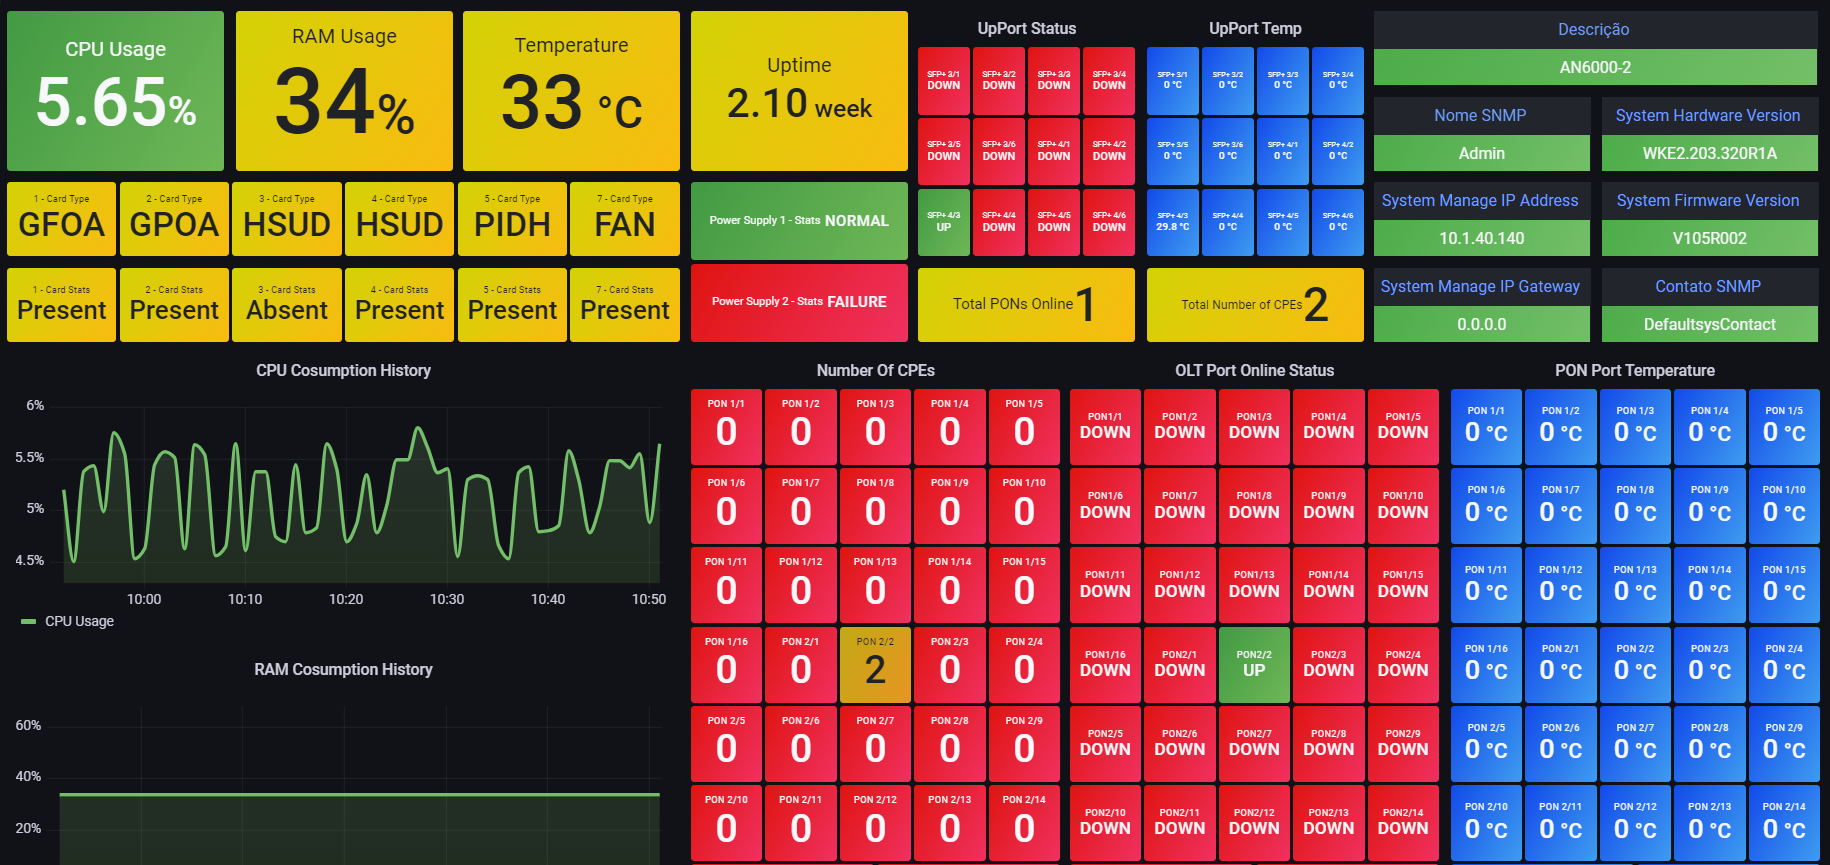 CPU Usage
5.65%
RAM Usage
34%
Temperature
33 °C
Uptime
2.10 week
UpPort Status
SFP+ 3/1
DOWN
SFP+ 3/2
DOWN
SFP+ 3/3
DOWN
SFP+ 3/4
DOWN
SFP+ 3/5
DOWN
SFP+ 3/6
DOWN
SFP+ 4/1
DOWN
SFP+ 4/2
DOWN
SFP+ 4/3
UP
SFP+ 4/4
DOWN
SFP+ 4/5
DOWN
SFP+ 4/6
DOWN
UpPort Temp
SFP+ 3/1
0 °C
SFP+ 3/2
0 °C
SFP+ 3/3
0 °C
SFP+ 3/4
0 °C
SFP+ 3/5
0 °C
SFP+ 3/6
0 °C
SFP+ 4/1
0 °C
SFP+ 4/2
0 °C
SFP+ 4/3
29.8 °C
SFP+ 4/4
0 °C
SFP+ 4/5
0 °C
SFP+ 4/6
0 °C
Descrição
AN6000-2
Nome SNMP
Admin
System Hardware Version
WKE2.203.320R1A
System Manage IP Address
10.1.40.140
System Firmware Version
V105R002
System Manage IP Gateway
0.0.0.0
Contato SNMP
DefaultsysContact
1 - Card Type
GFOA
2 - Card Type
GPOA
3 - Card Type
HSUD
4 - Card Type
HSUD
5 - Card Type
PIDH
7 - Card Type
FAN
1 - Card Stats
Present
2 - Card Stats
Present
3 - Card Stats
Absent
4 - Card Stats
Present
5 - Card Stats
Present
7 - Card Stats
Present
Power Supply 1 - Stats NORMAL
Power Supply 2 - Stats FAILURE
Total PONs Online 1
Total Number of CPEs 2
CPU Cosumption History
6%
5.5%
5%
4.5%
10:00 10:10 10:20 10:30 10:40 10:50
CPU Usage
RAM Cosumption History
60%
40%
20%
Number Of CPEs
PON 1/1
0
PON 1/2
0
PON 1/3
0
PON 1/4
0
PON 1/5
0
PON 1/6
0
PON 1/7
0
PON 1/8
0
PON 1/9
0
PON 1/10
0
PON 1/11
0
PON 1/12
0
PON 1/13
0
PON 1/14
0
PON 1/15
0
PON 1/16
0
PON 2/1
0
PON 2/2
2
PON 2/3
0
PON 2/4
0
PON 2/5
0
PON 2/6
0
PON 2/7
0
PON 2/8
0
PON 2/9
0
PON 2/10
0
PON 2/11
0
PON 2/12
0
PON 2/13
0
PON 2/14
0
OLT Port Online Status
PON1/1
DOWN
PON1/2
DOWN
PON1/3
DOWN
PON1/4
DOWN
PON1/5
DOWN
PON1/6
DOWN
PON1/7
DOWN
PON1/8
DOWN
PON1/9
DOWN
PON1/10
DOWN
PON1/11
DOWN
PON1/12
DOWN
PON1/13
DOWN
PON1/14
DOWN
PON1/15
DOWN
PON1/16
DOWN
PON2/1
DOWN
PON2/2
UP
PON2/3
DOWN
PON2/4
DOWN
PON2/5
DOWN
PON2/6
DOWN
PON2/7
DOWN
PON2/8
DOWN
PON2/9
DOWN
PON2/10
DOWN
PON2/11
DOWN
PON2/12
DOWN
PON2/13
DOWN
PON2/14
DOWN
PON Port Temperature
PON 1/1
0 °C
PON 1/2
0 °C
PON 1/3
0 °C
PON 1/4
0 °C
PON 1/5
0 °C
PON 1/6
0 °C
PON 1/7
0 °C
PON 1/8
0 °C
PON 1/9
0 °C
PON 1/10
0 °C
PON 1/11
0 °C
PON 1/12
0 °C
PON 1/13
0 °C
PON 1/14
0 °C
PON 1/15
0 °C
PON 1/16
0 °C
PON 2/1
0 °C
PON 2/2
0 °C
PON 2/3
0 °C
PON 2/4
0 °C
PON 2/5
0 °C
PON 2/6
0 °C
PON 2/7
0 °C
PON 2/8
0 °C
PON 2/9
0 °C
PON 2/10
0 °C
PON 2/11
0 °C
PON 2/12
0 °C
PON 2/13
0 °C
PON 2/14
0 °C